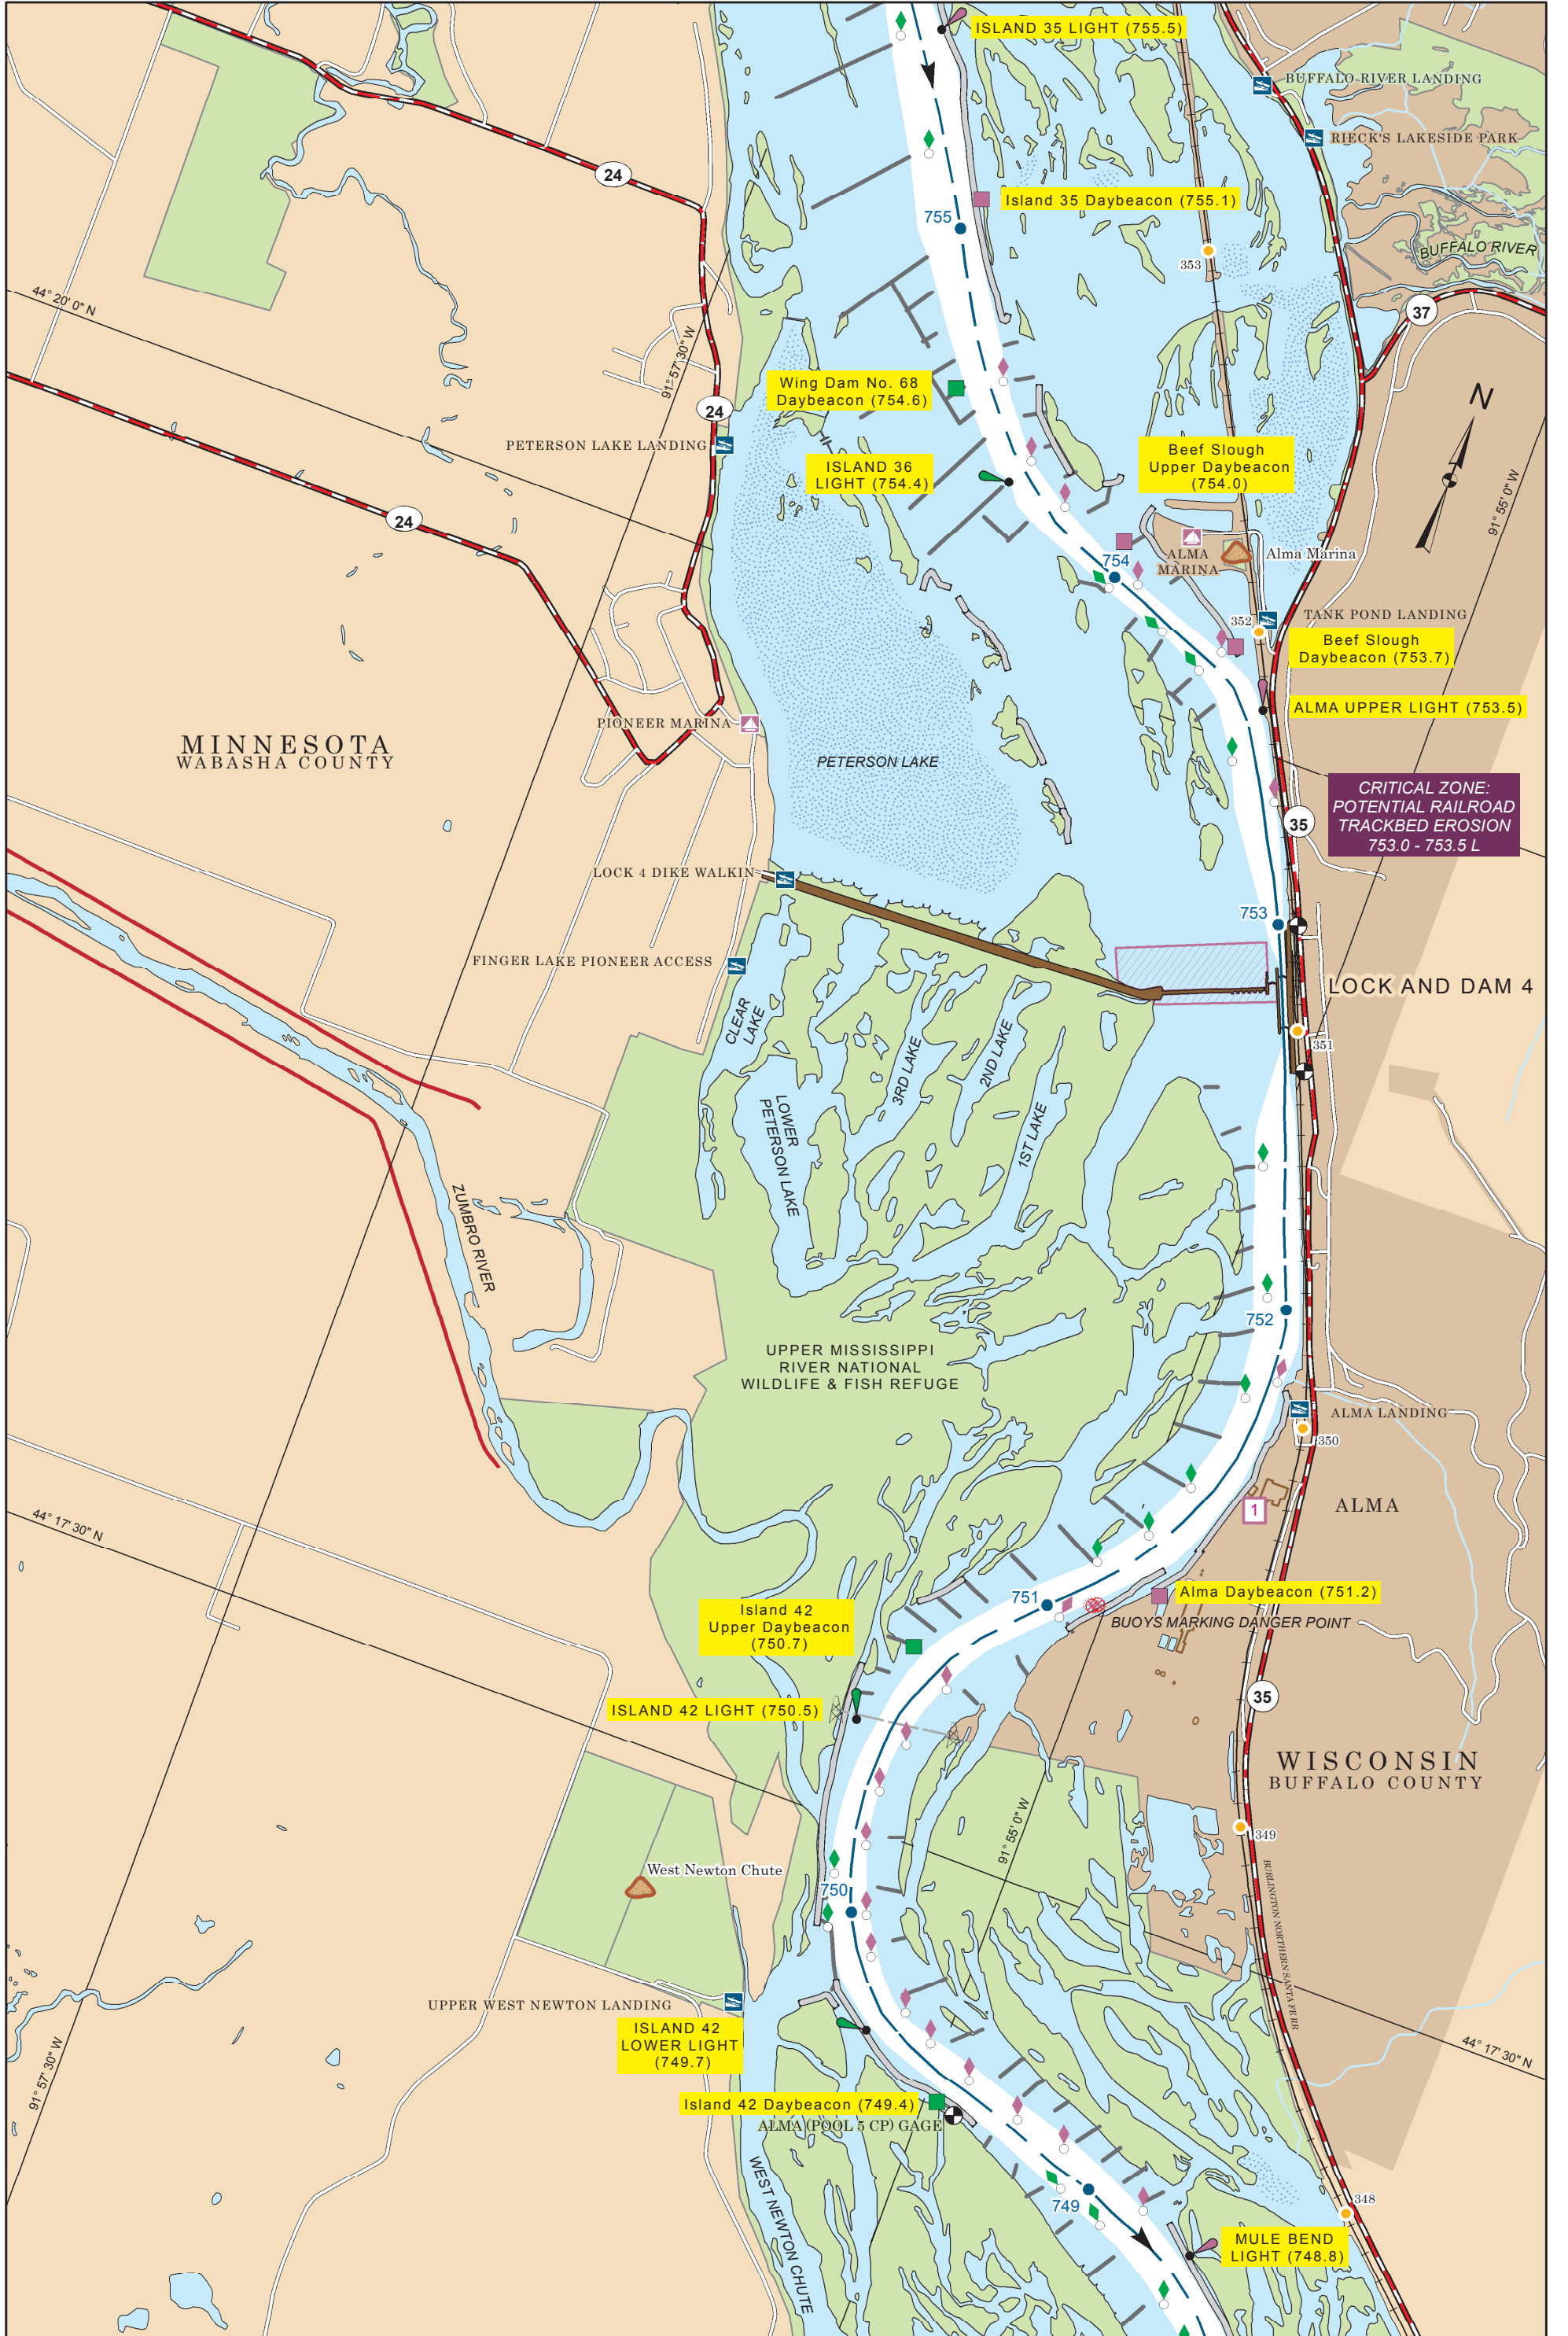 ISLAND 35 LIGHT (755.5)
BUFFALO RIVER LANDING
RIECK'S LAKESIDE PARK
24
Island 35 Daybeacon (755.1)
755
BUFFALO RIVER
353
44° 20' 0" N
37
91° 57' 30" W
Wing Dam No. 68
Daybeacon (754.6)
N
24
PETERSON LAKE LANDING
ISLAND 36
LIGHT (754.4)
Beef Slough
Upper Daybeacon
(754.0)
91° 55' 0" W
24
754
ALMA
MARINA
Alma Marina
352
TANK POND LANDING
Beef Slough
Daybeacon (753.7)
ALMA UPPER LIGHT (753.5)
PIONEER MARINA
MINNESOTA
WABASHA COUNTY
PETERSON LAKE
CRITICAL ZONE:
POTENTIAL RAILROAD
TRACKBED EROSION
753.0 - 753.5 L
35
LOCK 4 DIKE WALKIN
753
FINGER LAKE PIONEER ACCESS
LOCK AND DAM 4
CLEAR
LAKE
351
3RD LAKE
2ND LAKE
LOWER
PETERSON LAKE
1ST LAKE
ZUMBRO RIVER
752
UPPER MISSISSIPPI
RIVER NATIONAL
WILDLIFE & FISH REFUGE
ALMA LANDING
350
1
ALMA
44° 17' 30" N
751
Alma Daybeacon (751.2)
BUOYS MARKING DANGER POINT
Island 42
Upper Daybeacon
(750.7)
35
ISLAND 42 LIGHT (750.5)
WISCONSIN
BUFFALO COUNTY
91° 55' 0" W
349
West Newton Chute
750
BURLINGTON NORTHERN SANTA FE RR
UPPER WEST NEWTON LANDING
ISLAND 42
LOWER LIGHT
(749.7)
44° 17' 30" N
91° 57' 30" W
Island 42 Daybeacon (749.4)
ALMA (POOL 5 CP) GAGE
WEST NEWTON CHUTE
749
348
MULE BEND
LIGHT (748.8)